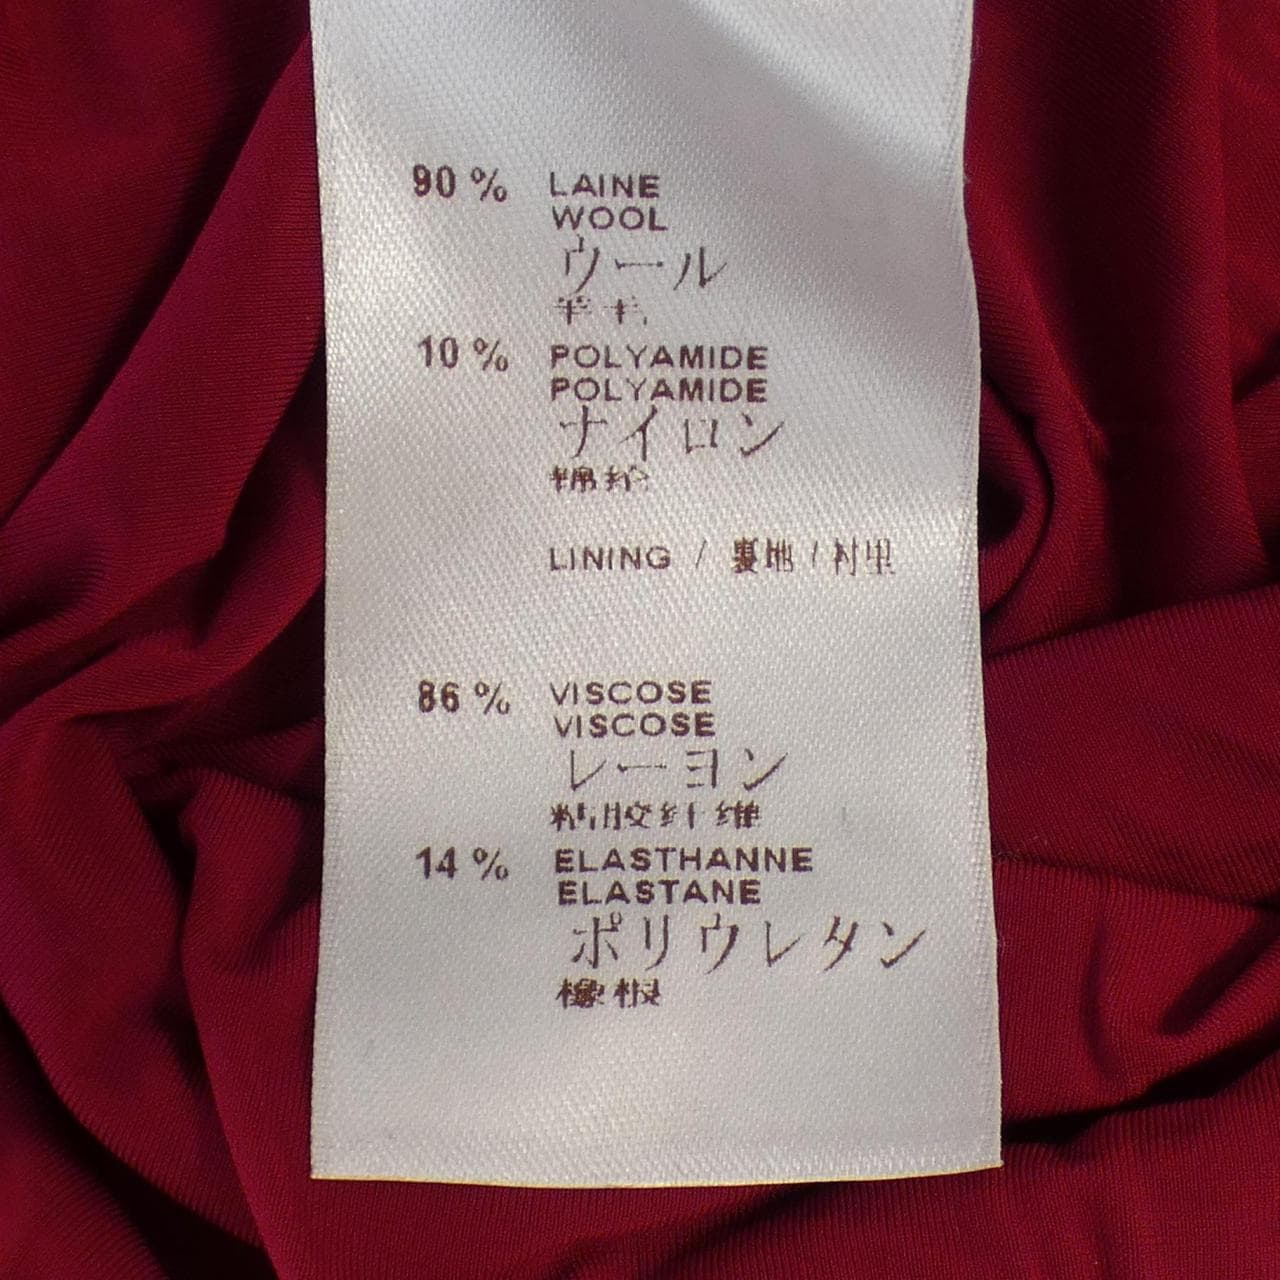 90 % LAINE
WOOL
ウール
羊毛
10 % POLYAMIDE
POLYAMIDE
ナイロン
锦纶
LINING / 裏地 / 衬里
86 % VISCOSE
VISCOSE
レーヨン
粘胶纤维
14 % ELASTHANNE
ELASTANE
ポリウレタン